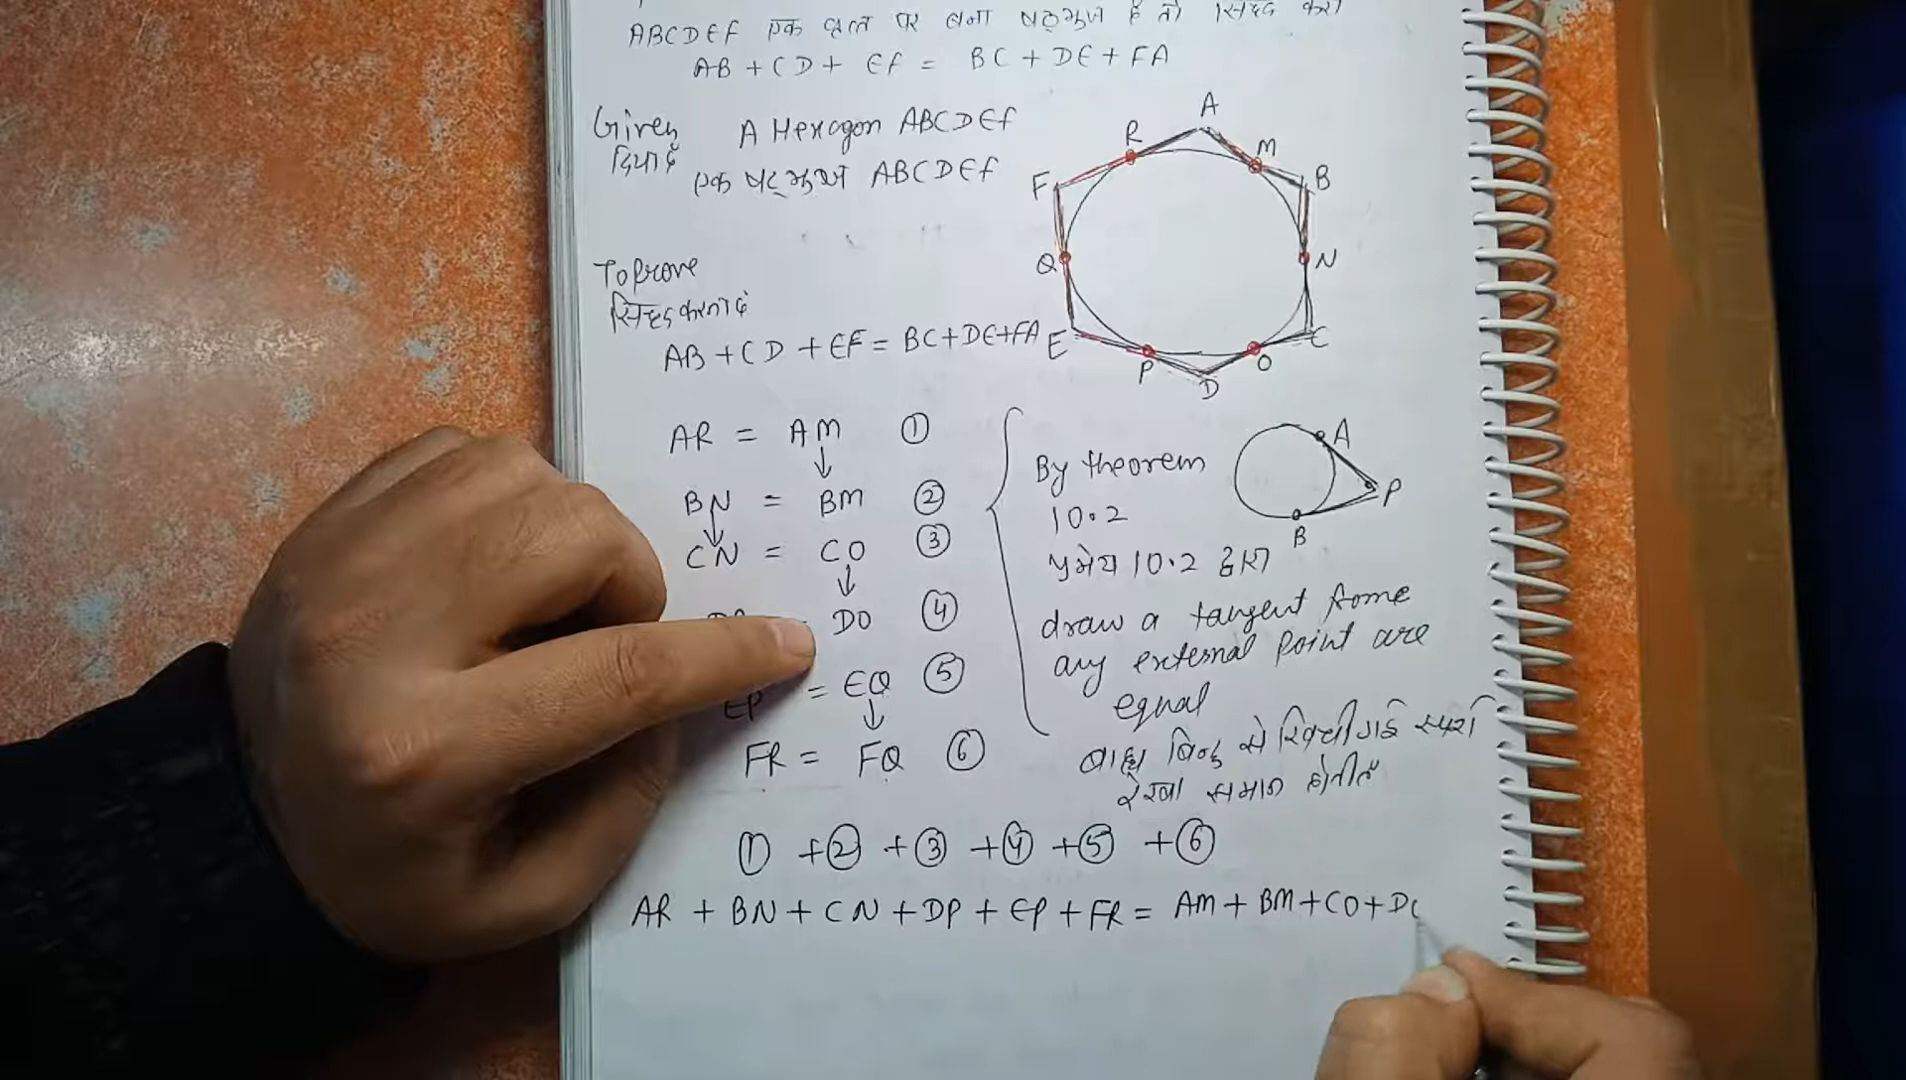 ABCDEF एक वृत्त पर बना षट्भुज है तो सिद्ध करो
AB + CD + EF = BC + DE + FA
Given A Hexagon ABCDEF
दिया है एक षट्भुज ABCDEF
A
R
M
F
B
Q
N
E
C
P
O
D
To prove
सिद्ध करना है
AB + CD + EF = BC + DE + FA
AR = AM ①
BN = BM ②
CN = CO ③
= DO ④
EP = EQ ⑤
FR = FQ ⑥
By theorem
10.2
प्रमेय 10.2 द्वारा
A
P
B
draw a tangent frome
any external point are
equal
बाह्य बिन्दु से खिची गई स्पर्श
रेखा समान होती है
① + ② + ③ + ④ + ⑤ + ⑥
AR + BN + CN + DP + EP + FR = AM + BM + CO + DO